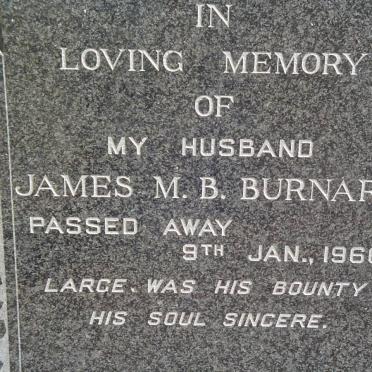 IN
LOVING MEMORY
OF
MY HUSBAND
JAMES M. B. BURNAR
PASSED AWAY
9TH JAN., 196
LARGE. WAS HIS BOUNTY
HIS SOUL SINCERE.